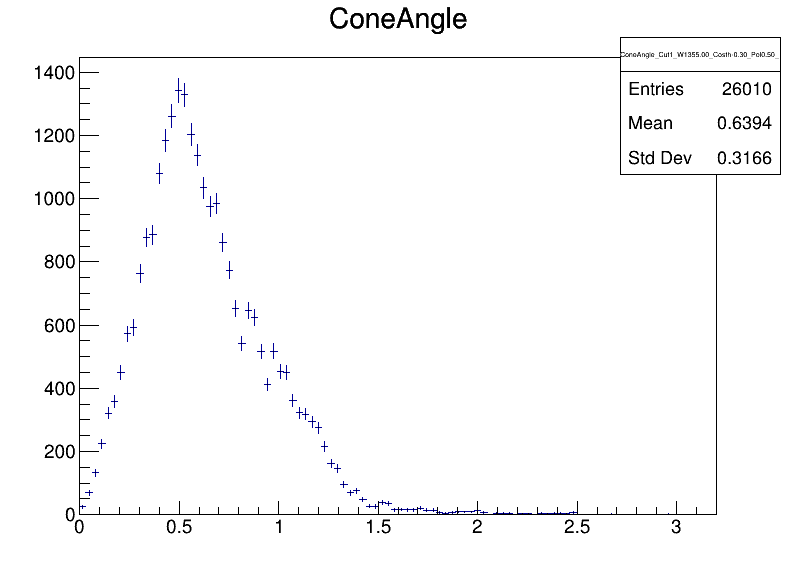 ConeAngle
ConeAngle_Cut1_W1355.00_Costh-0.30_Pol0.50_
Entries 26010
Mean 0.6394
Std Dev 0.3166
1400
1200
1000
800
600
400
200
0
0 0.5 1 1.5 2 2.5 3